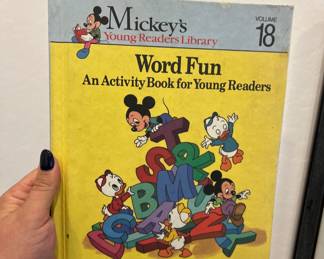 Mickey's
Young Readers Library
VOLUME
18
Word Fun
An Activity Book for Young Readers